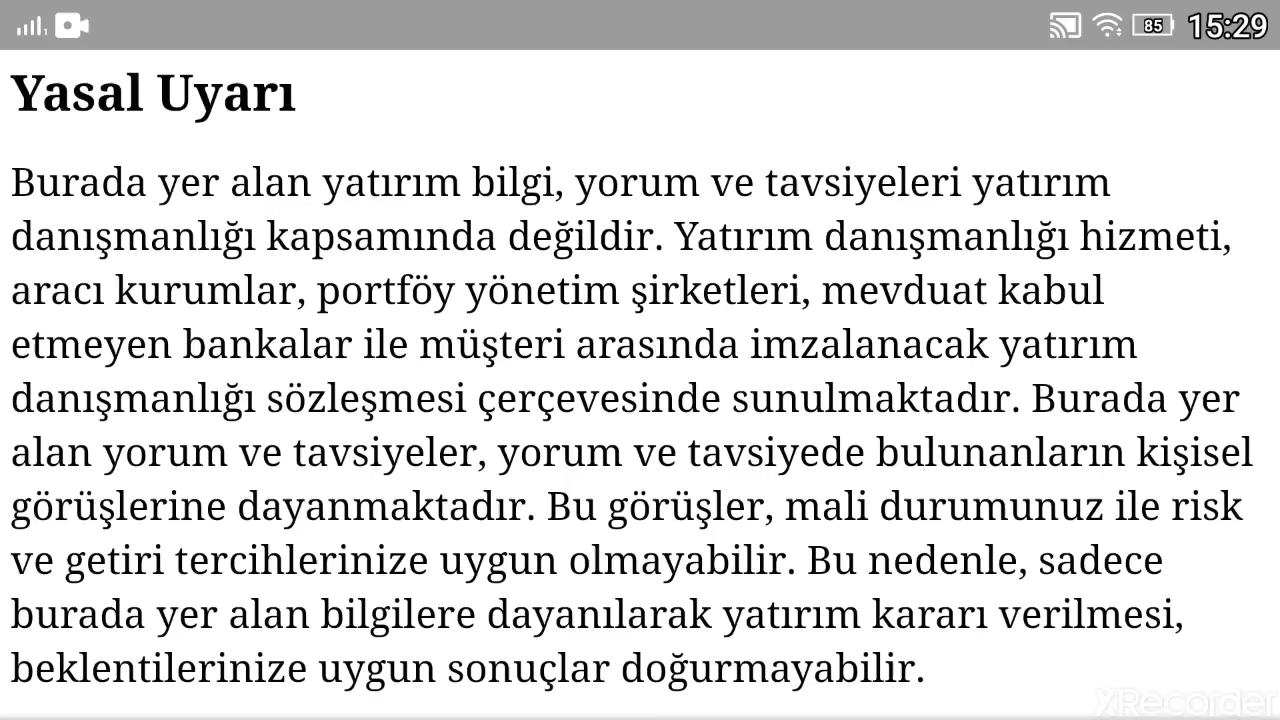 85 15:29
Yasal Uyarı
Burada yer alan yatırım bilgi, yorum ve tavsiyeleri yatırım
danışmanlığı kapsamında değildir. Yatırım danışmanlığı hizmeti,
aracı kurumlar, portföy yönetim şirketleri, mevduat kabul
etmeyen bankalar ile müşteri arasında imzalanacak yatırım
danışmanlığı sözleşmesi çerçevesinde sunulmaktadır. Burada yer
alan yorum ve tavsiyeler, yorum ve tavsiyede bulunanların kişisel
görüşlerine dayanmaktadır. Bu görüşler, mali durumunuz ile risk
ve getiri tercihlerinize uygun olmayabilir. Bu nedenle, sadece
burada yer alan bilgilere dayanılarak yatırım kararı verilmesi,
beklentilerinize uygun sonuçlar doğurmayabilir.
XRecorder